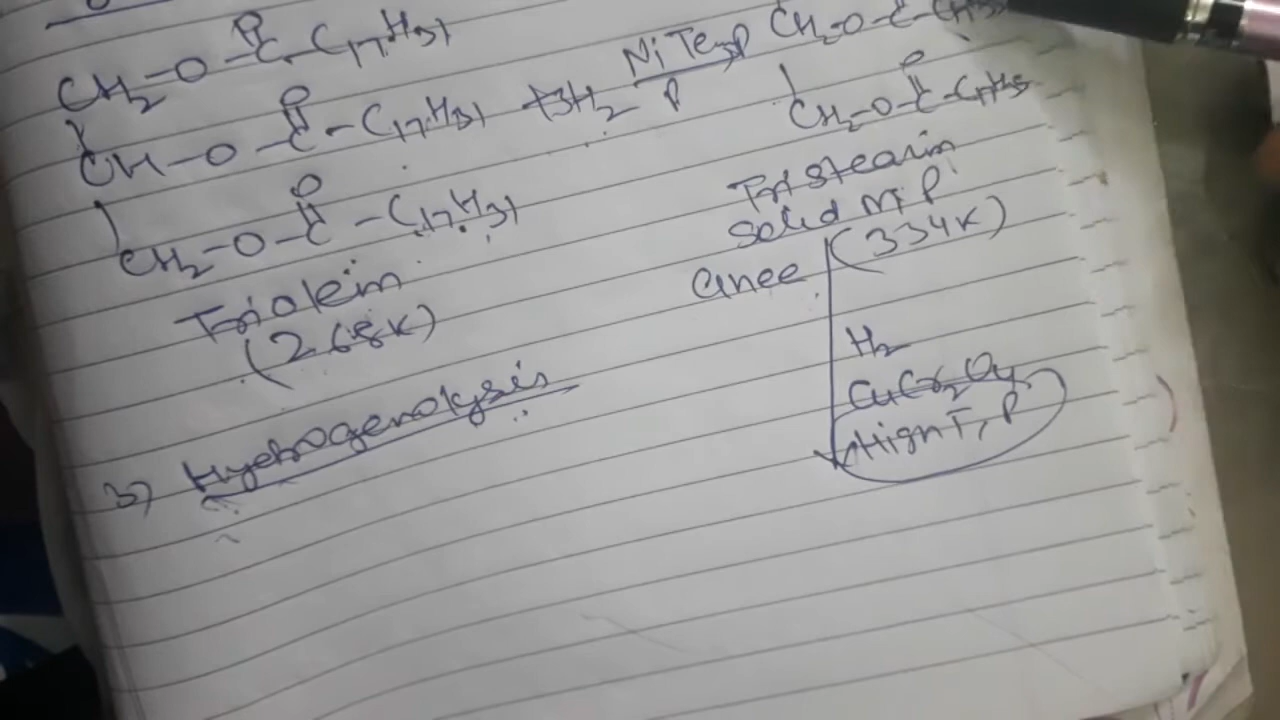 CH2-O-C-C17H31
O
Ni Temp CH2-O-C-C17H35
CH-O-C-C17H31 +3H2 P
O
CH2-O-C-C17H35
O
CH2-O-C-C17H31
O
Triolein
(268K)
Tristearin
solid M.P
(334K)
H2
CuCr2O4
High T, P
3) Hydrogenolysis